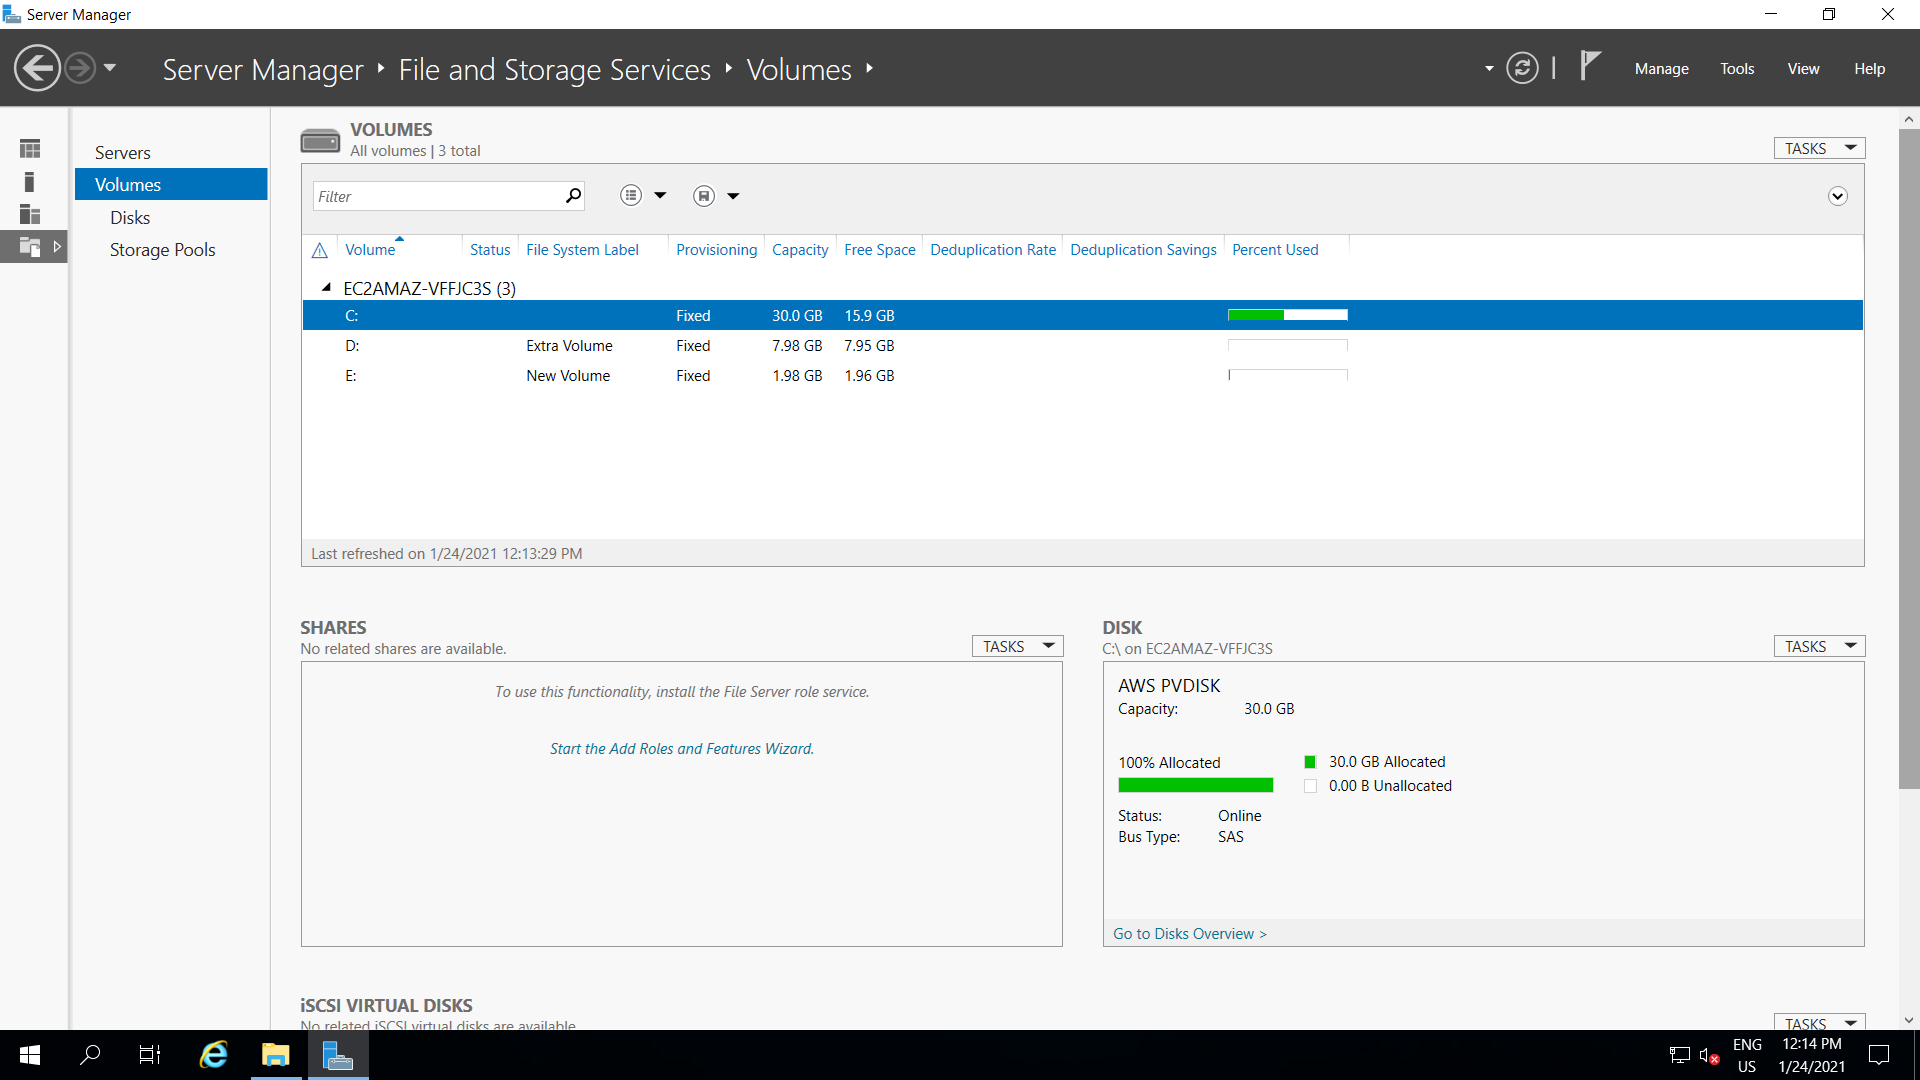 Server Manager
Server Manager File and Storage Services Volumes
Manage Tools View Help
Servers
Volumes
Disks
Storage Pools
VOLUMES
All volumes | 3 total
TASKS
Filter
Volume Status File System Label Provisioning Capacity Free Space Deduplication Rate Deduplication Savings Percent Used
EC2AMAZ-VFFJC3S (3)
C: Fixed 30.0 GB 15.9 GB
D: Extra Volume Fixed 7.98 GB 7.95 GB
E: New Volume Fixed 1.98 GB 1.96 GB
Last refreshed on 1/24/2021 12:13:29 PM
SHARES
No related shares are available.
TASKS
To use this functionality, install the File Server role service.
Start the Add Roles and Features Wizard.
DISK
C:\ on EC2AMAZ-VFFJC3S
TASKS
AWS PVDISK
Capacity: 30.0 GB
100% Allocated
30.0 GB Allocated
0.00 B Unallocated
Status: Online
Bus Type: SAS
Go to Disks Overview >
iSCSI VIRTUAL DISKS
No related iSCSI virtual disks are available
TASKS
ENG
US
12:14 PM
1/24/2021